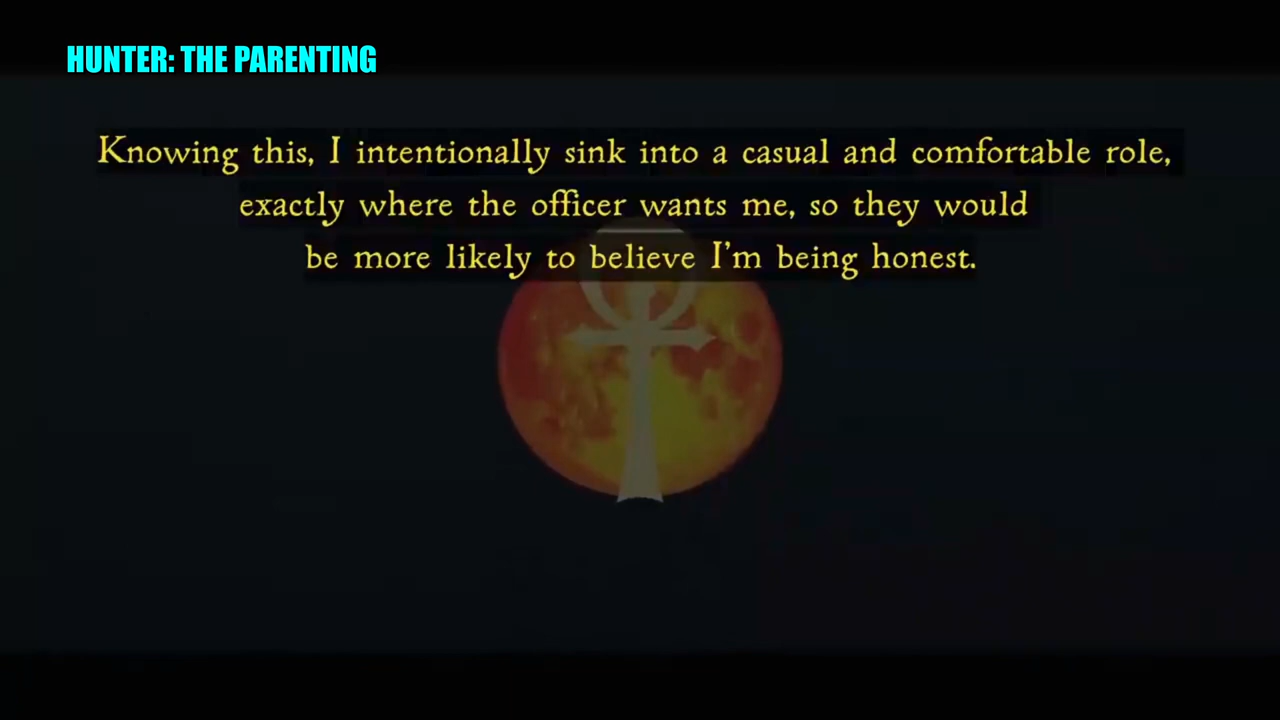 HUNTER: THE PARENTING
Knowing this, I intentionally sink into a casual and comfortable role,
exactly where the officer wants me, so they would
be more likely to believe I'm being honest.